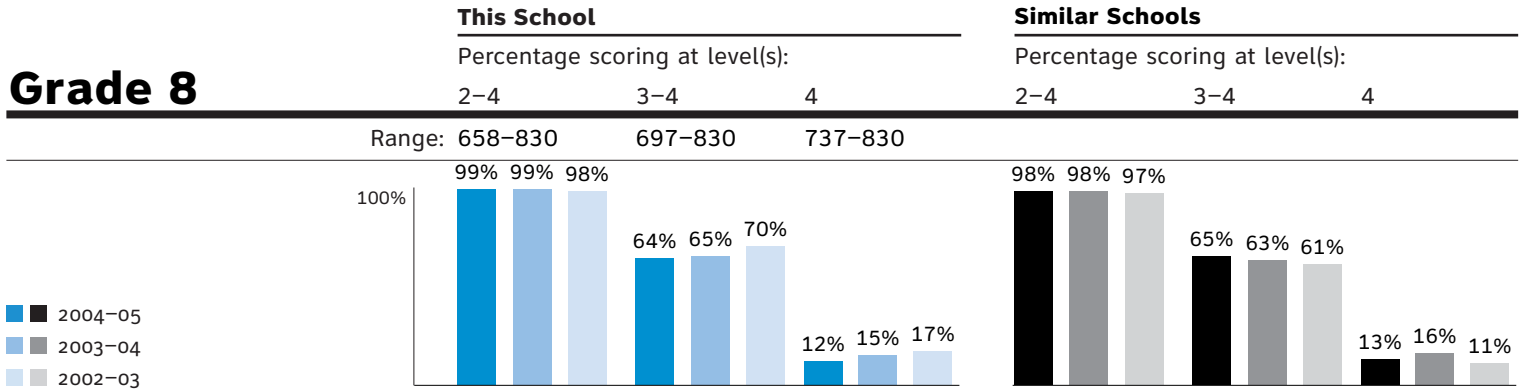 This School Similar Schools
Percentage scoring at level(s): Percentage scoring at level(s):
Grade 8 2–4 3–4 4 2–4 3–4 4
Range: 658–830 697–830 737–830
99% 99% 98% 98% 98% 97%
100%
64% 65% 70% 65% 63% 61%
12% 15% 17% 13% 16% 11%
2004–05
2003–04
2002–03